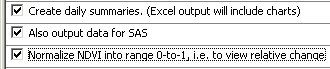 Create daily summaries. (Excel output will include charts)
Also output data for SAS
Normalize NDVI into range 0-to-1, i.e. to view relative change